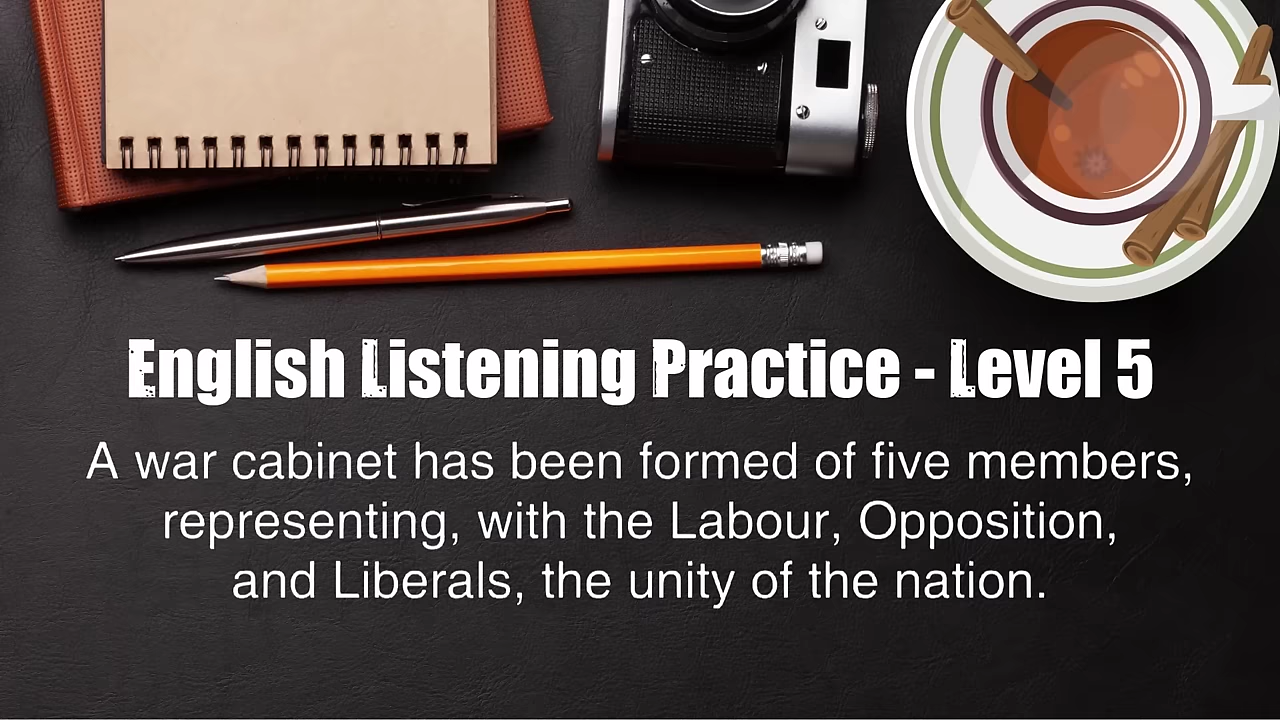 English Listening Practice - Level 5
A war cabinet has been formed of five members,
representing, with the Labour, Opposition,
and Liberals, the unity of the nation.